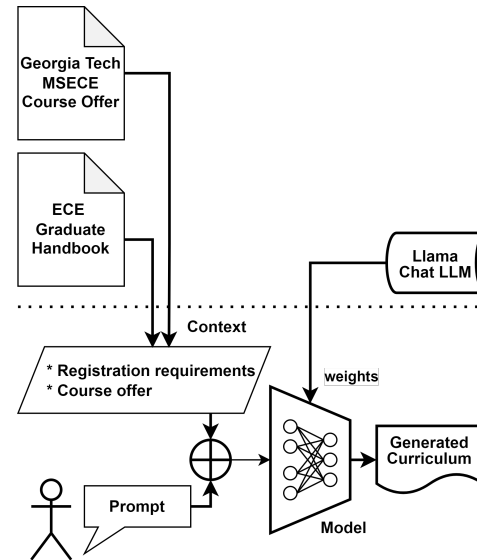 Georgia Tech
MSECE
Course Offer
ECE
Graduate
Handbook
Llama
Chat LLM
Context
* Registration requirements
* Course offer
weights
Generated
Curriculum
Prompt
Model